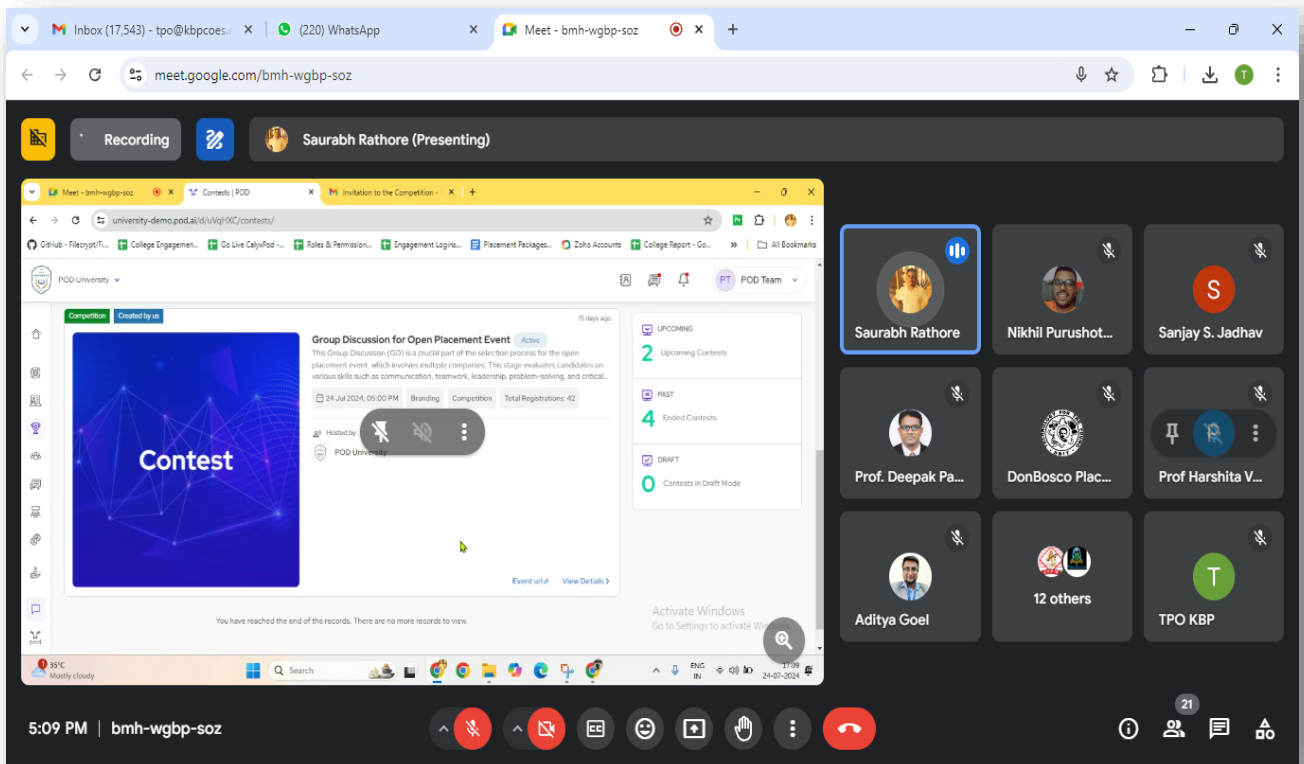 Inbox (17,543) - tpo@kbpcoes.
(220) WhatsApp
Meet - bmh-wgbp-soz
meet.google.com/bmh-wgbp-soz
T
Recording
Saurabh Rathore (Presenting)
Meet - bmh-wgbp-soz
Contests | POD
Invitation to the Competition -
university-demo.pod.ai/d/uVqHXC/contests/
GitHub - Filecrypt/Fi...
College Engagemen...
Go Live CalyxPod -...
Roles & Permission...
Engagement Logins...
Placement Packages...
Zoho Accounts
College Report - Go...
All Bookmarks
POD University
PT
POD Team
Competition
Created by us
19 days ago
Contest
Group Discussion for Open Placement Event
Active
This Group Discussion (GD) is a crucial part of the selection process for the open
placement event, which involves multiple companies. This stage evaluates candidates on
various skills such as communication, teamwork, leadership, problem-solving, and critical...
24 Jul 2024, 05:00 PM
Branding
Competition
Total Registrations: 42
Hosted by
POD University
Event url
View Details
UPCOMING
2 Upcoming Contests
PAST
4 Ended Contests
DRAFT
0 Contests in Draft Mode
You have reached the end of the records. There are no more records to view.
Activate Windows
Go to Settings to activate
pod
1
35°C
Mostly cloudy
Search
ENG
IN
17:09
24-07-2024
Saurabh Rathore
Nikhil Purushot...
S
Sanjay S. Jadhav
Prof. Deepak Pa...
DonBosco Plac...
Prof Harshita V...
Aditya Goel
12 others
T
TPO KBP
5:09 PM | bmh-wgbp-soz
CC
21